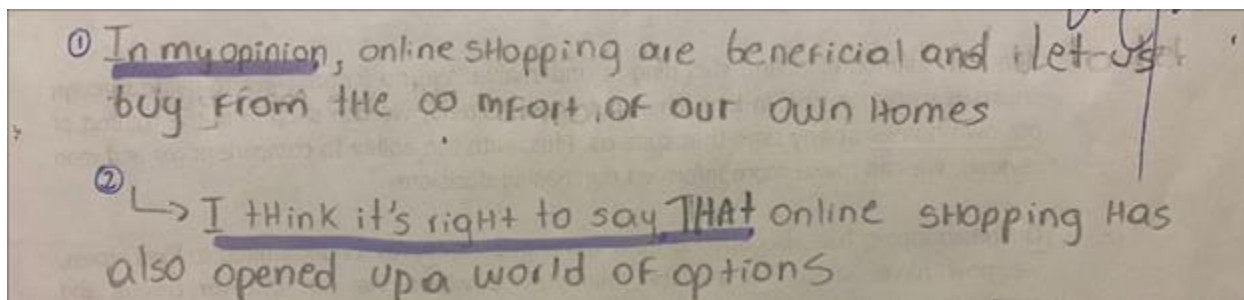 ① In my opinion, online sHopping are beneficial and let us
buy from tHe comfort, of our own Homes
② ↳ I tHink it's rigHt to say THAt online sHopping Has
also opened up a world of options